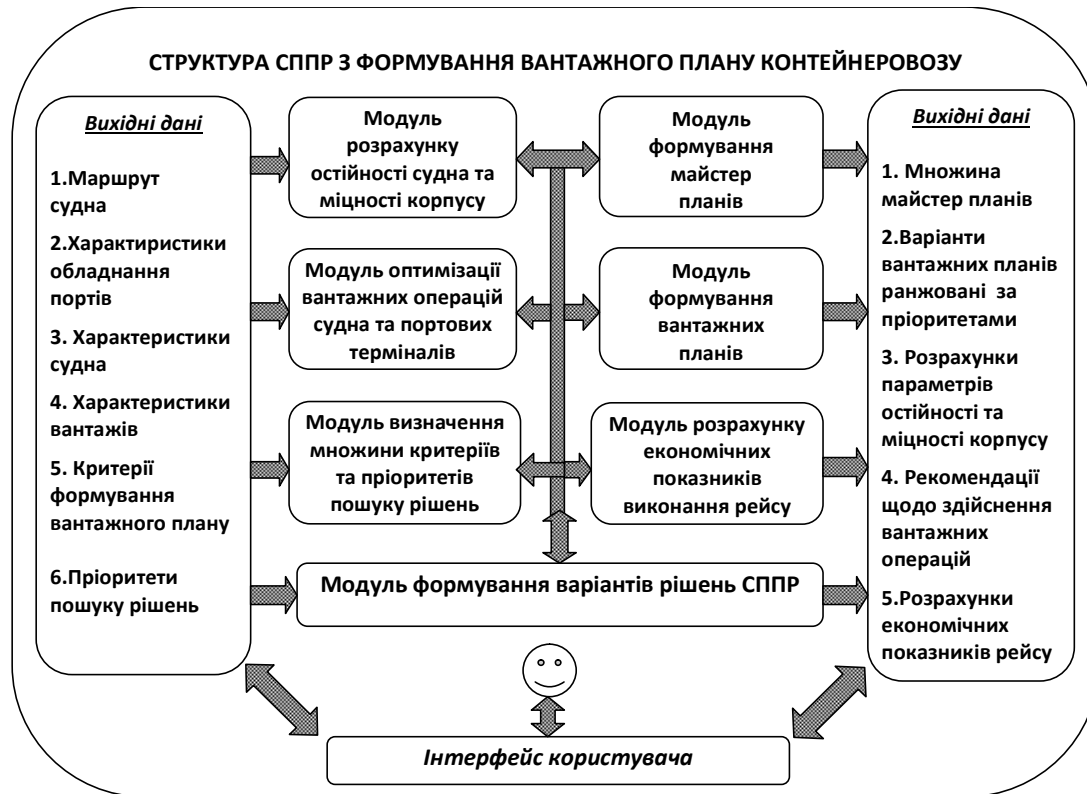 СТРУКТУРА СППР З ФОРМУВАННЯ ВАНТАЖНОГО ПЛАНУ КОНТЕЙНЕРОВОЗУ
Вихідні дані
1.Маршрут
судна
2.Характиристики
обладнання
портів
3. Характеристики
судна
4. Характеристики
вантажів
5. Критерії
формування
вантажного плану
6.Пріоритети
пошуку рішень
Модуль
розрахунку
остійності судна та
міцності корпусу
Модуль оптимізації
вантажних операцій
судна та портових
терміналів
Модуль визначення
множини критеріїв
та пріоритетів
пошуку рішень
Модуль
формування
майстер
планів
Модуль
формування
вантажних
планів
Модуль розрахунку
економічних
показників
виконання рейсу
Модуль формування варіантів рішень СППР
Вихідні дані
1. Множина
майстер планів
2.Варіанти
вантажних планів
ранжовані за
пріоритетами
3. Розрахунки
параметрів
остійності та
міцності корпусу
4. Рекомендації
щодо здійснення
вантажних
операцій
5.Розрахунки
економічних
показників рейсу
Інтерфейс користувача